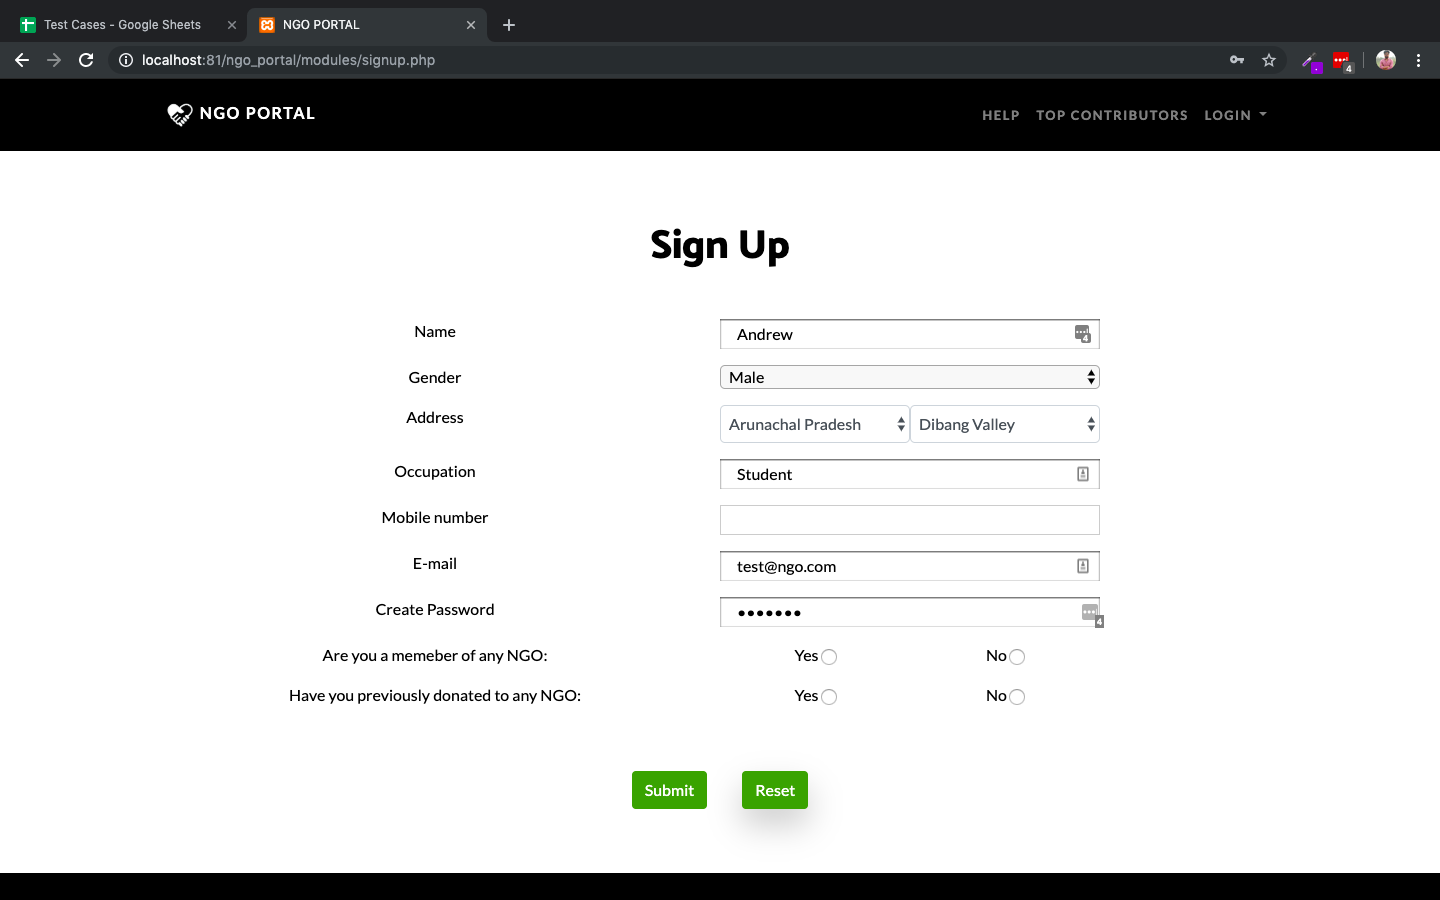 Test Cases - Google Sheets
NGO PORTAL
localhost:81/ngo_portal/modules/signup.php
4
NGO PORTAL
HELP TOP CONTRIBUTORS LOGIN
Sign Up
Name Andrew 4
Gender Male
Address Arunachal Pradesh Dibang Valley
Occupation Student
Mobile number
E-mail test@ngo.com
Create Password ••••••• 4
Are you a memeber of any NGO: Yes No
Have you previously donated to any NGO: Yes No
Submit Reset